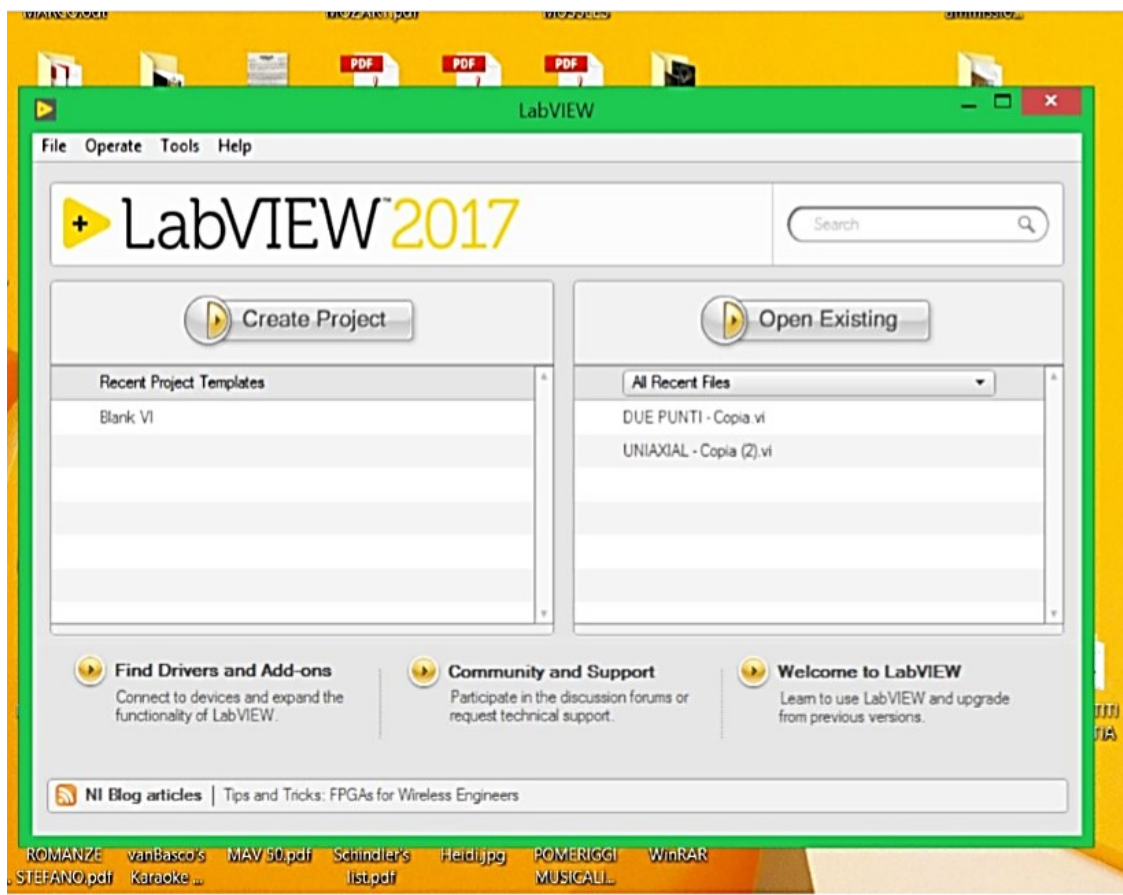 MOZART.pdf
PDF
PDF
PDF
LabVIEW
File Operate Tools Help
LabVIEW™ 2017
Search
Create Project
Open Existing
Recent Project Templates
All Recent Files
Blank VI
DUE PUNTI - Copia.vi
UNIAXIAL - Copia (2).vi
Find Drivers and Add-ons
Connect to devices and expand the
functionality of LabVIEW.
Community and Support
Participate in the discussion forums or
request technical support.
Welcome to LabVIEW
Learn to use LabVIEW and upgrade
from previous versions.
NI Blog articles | Tips and Tricks: FPGAs for Wireless Engineers
ROMANZE
STEFANO.pdf
vanBasco's
Karaoke ...
MAV 50.pdf
Schindler's
list.pdf
Heidi.jpg
POMERIGGI
MUSICALI...
WinRAR